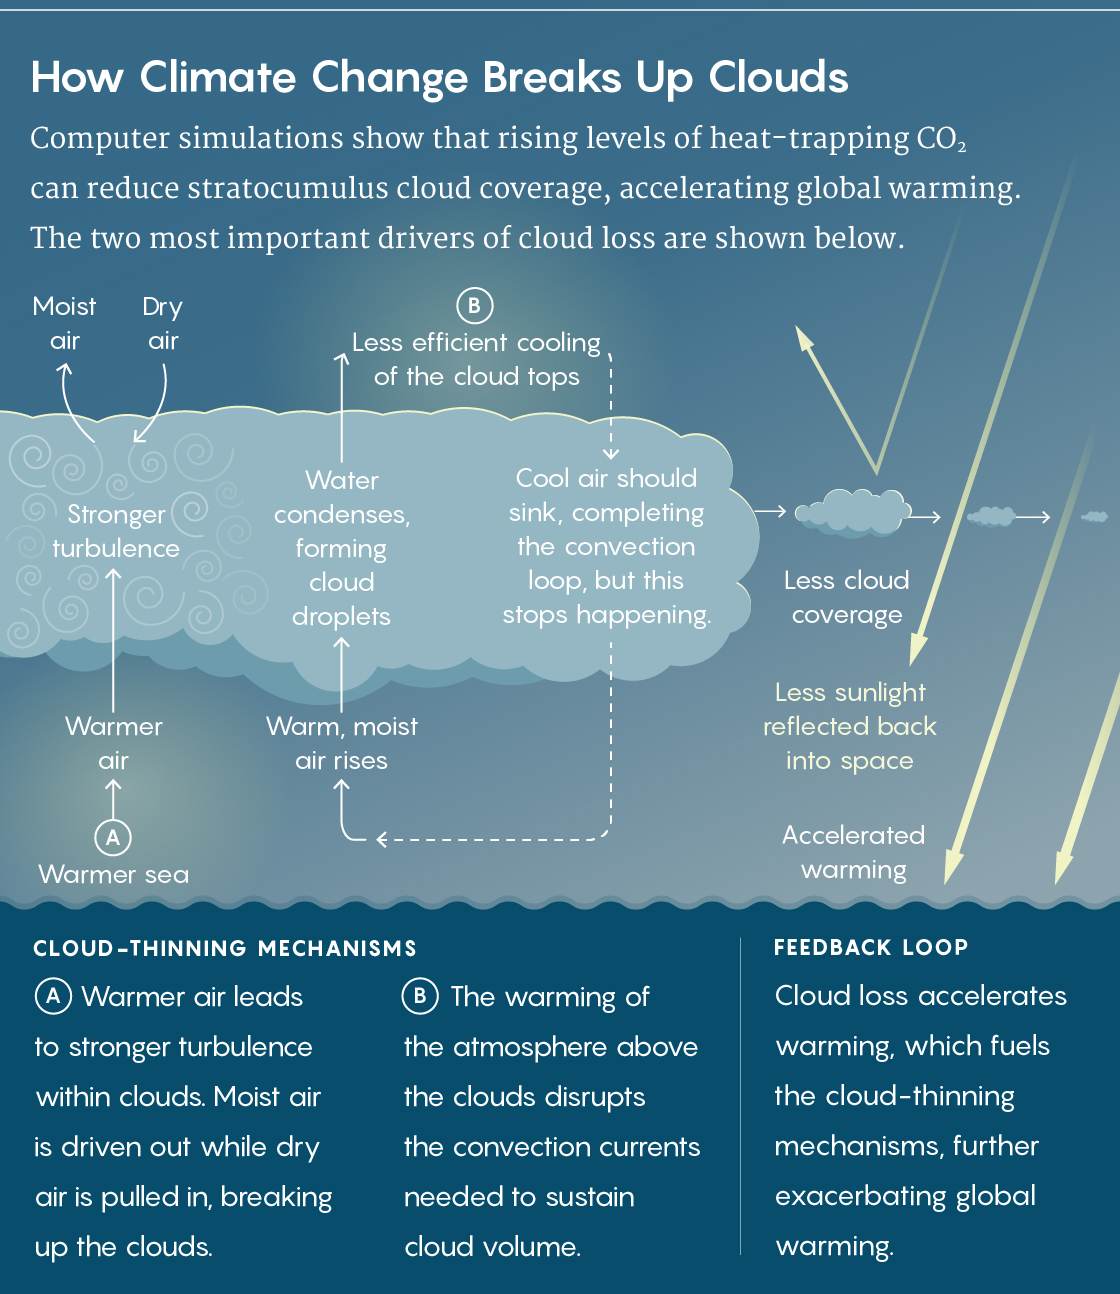 How Climate Change Breaks Up Clouds
Computer simulations show that rising levels of heat-trapping CO₂
can reduce stratocumulus cloud coverage, accelerating global warming.
The two most important drivers of cloud loss are shown below.
Moist
air
Dry
air
B
Less efficient cooling
of the cloud tops
Stronger
turbulence
Water
condenses,
forming
cloud
droplets
Cool air should
sink, completing
the convection
loop, but this
stops happening.
Less cloud
coverage
Warmer
air
Warm, moist
air rises
Less sunlight
reflected back
into space
A
Warmer sea
Accelerated
warming
CLOUD-THINNING MECHANISMS
A Warmer air leads
to stronger turbulence
within clouds. Moist air
is driven out while dry
air is pulled in, breaking
up the clouds.
B The warming of
the atmosphere above
the clouds disrupts
the convection currents
needed to sustain
cloud volume.
FEEDBACK LOOP
Cloud loss accelerates
warming, which fuels
the cloud-thinning
mechanisms, further
exacerbating global
warming.